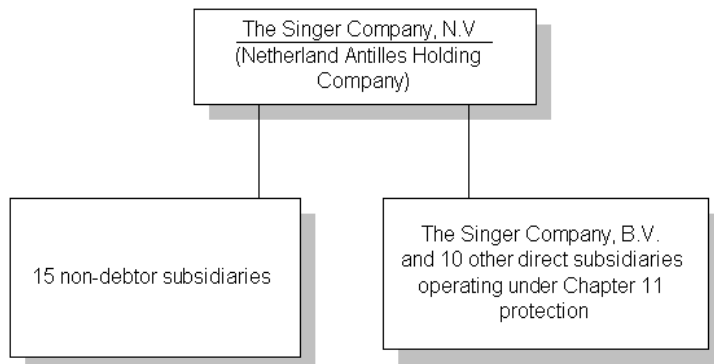 The Singer Company, N.V
(Netherland Antilles Holding
Company)
15 non-debtor subsidiaries
The Singer Company, B.V.
and 10 other direct subsidiaries
operating under Chapter 11
protection